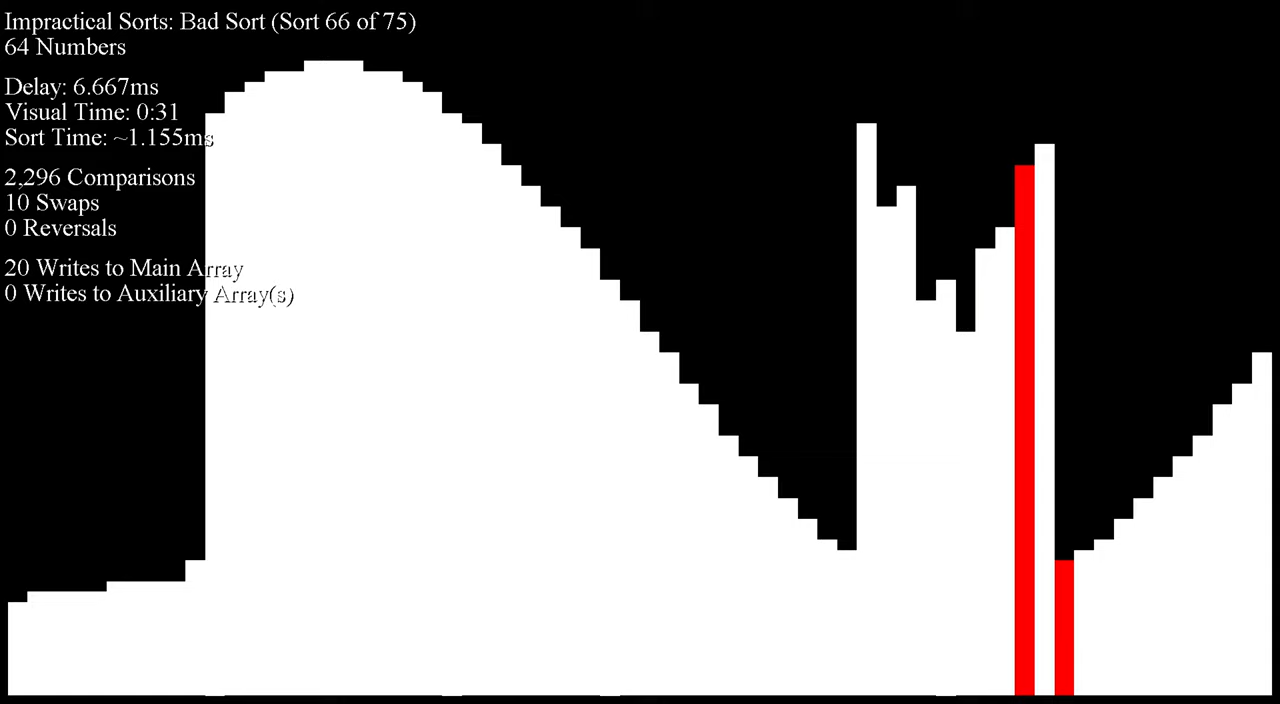 Impractical Sorts: Bad Sort (Sort 66 of 75)
64 Numbers
Delay: 6.667ms
Visual Time: 0:31
Sort Time: ~1.155ms
2,296 Comparisons
10 Swaps
0 Reversals
20 Writes to Main Array
0 Writes to Auxiliary Array(s)